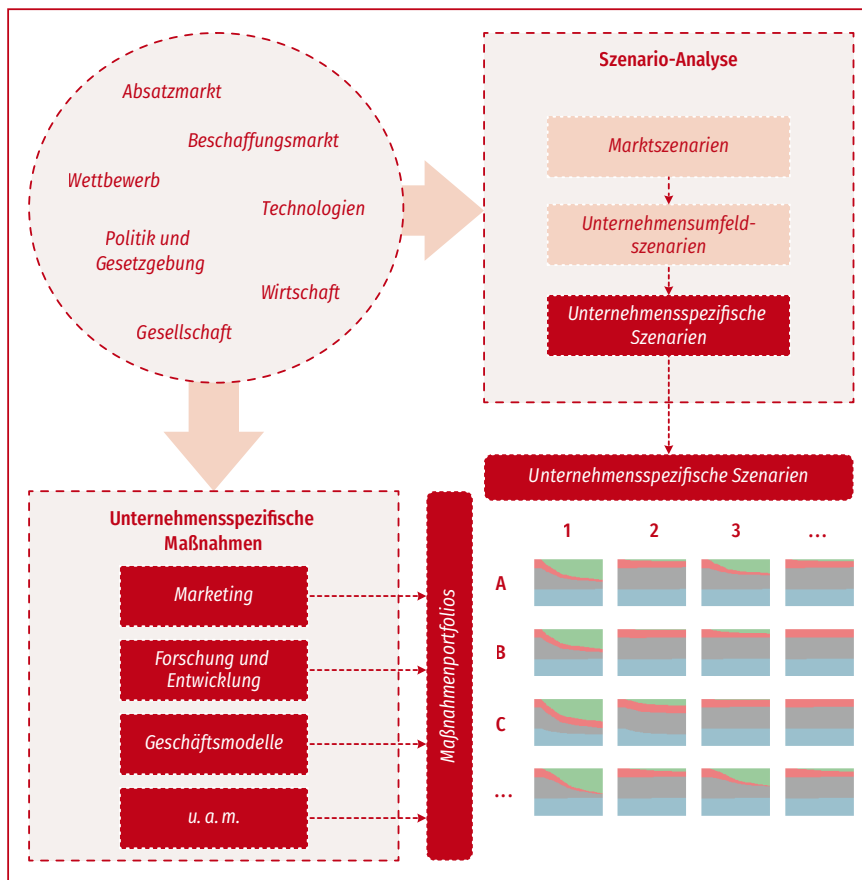 Absatzmarkt
Beschaffungsmarkt
Wettbewerb
Technologien
Politik und
Gesetzgebung
Wirtschaft
Gesellschaft
Szenario-Analyse
Marktszenarien
Unternehmensumfeld-
szenarien
Unternehmensspezifische
Szenarien
Unternehmensspezifische
Maßnahmen
Marketing
Forschung und
Entwicklung
Geschäftsmodelle
u. a. m.
Maßnahmenportfolios
Unternehmensspezifische Szenarien
1 2 3 ...
A
B
C
...